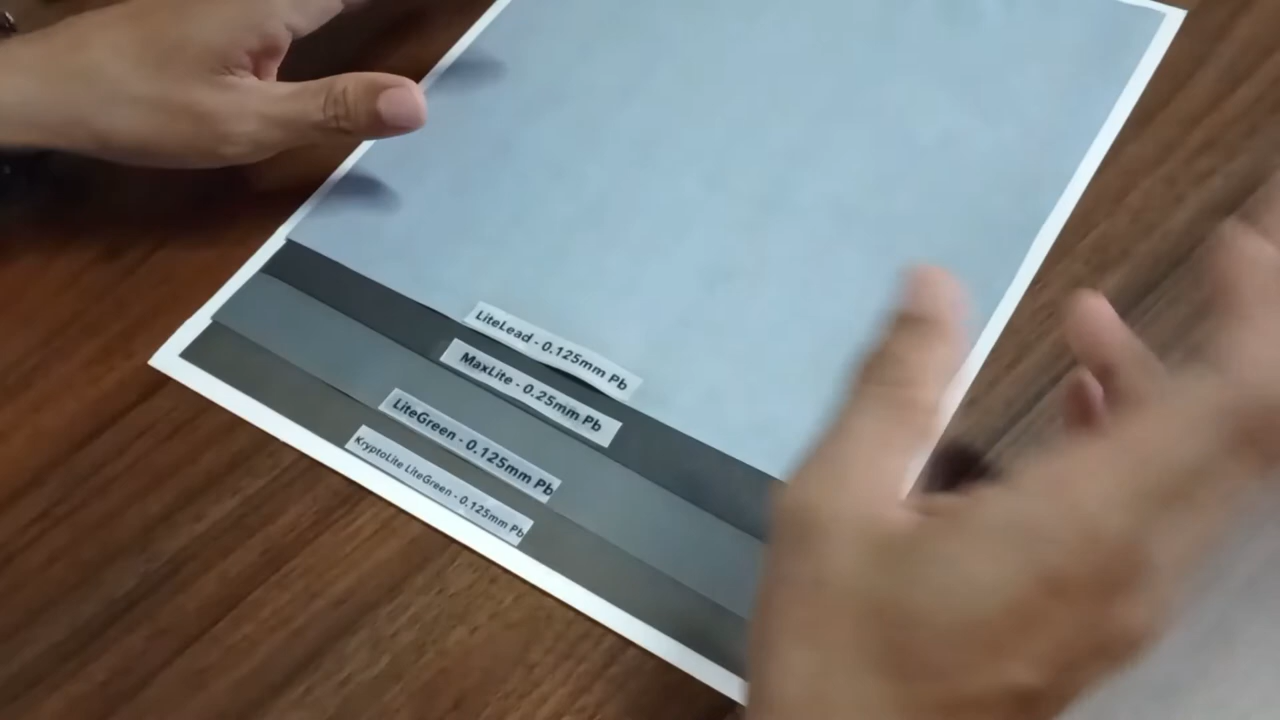 LiteLead - 0.125mm Pb
MaxLite - 0.25mm Pb
LiteGreen - 0.125mm Pb
KryptoLite LiteGreen - 0.125mm Pb